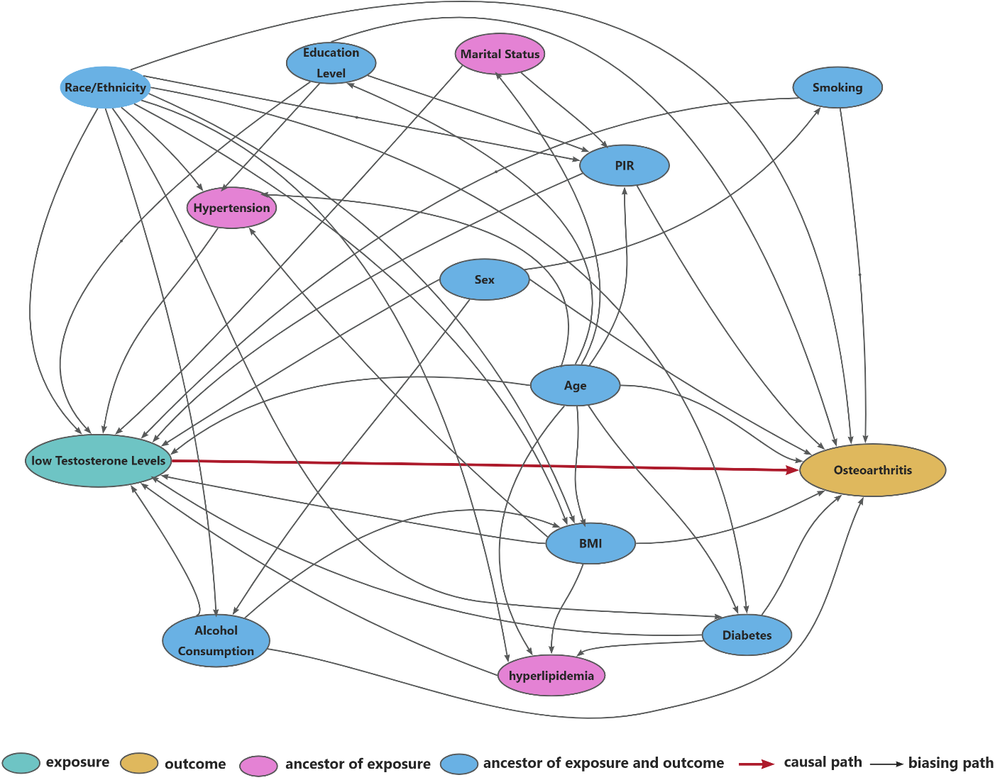 Education
Level
Marital Status
Race/Ethnicity
Smoking
PIR
Hypertension
Sex
Age
low Testosterone Levels
Osteoarthritis
BMI
Alcohol
Consumption
Diabetes
hyperlipidemia
exposure
outcome
ancestor of exposure
ancestor of exposure and outcome
causal path
biasing path